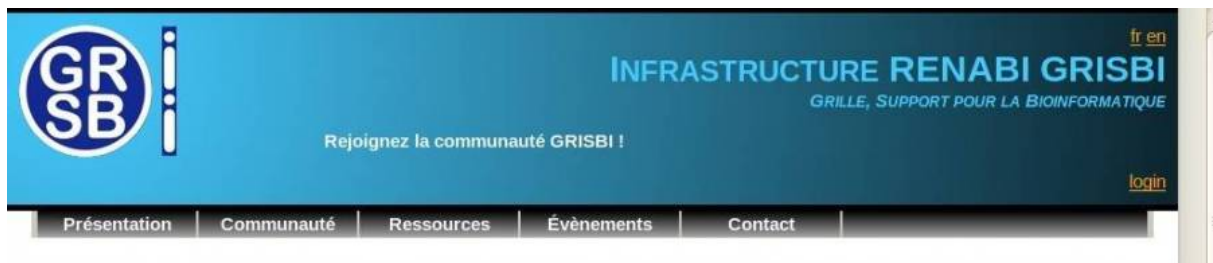 GR
SB
ii
fr en
INFRASTRUCTURE RENABI GRISBI
GRILLE, SUPPORT POUR LA BIOINFORMATIQUE
Rejoignez la communauté GRISBI !
login
Présentation Communauté Ressources Évènements Contact